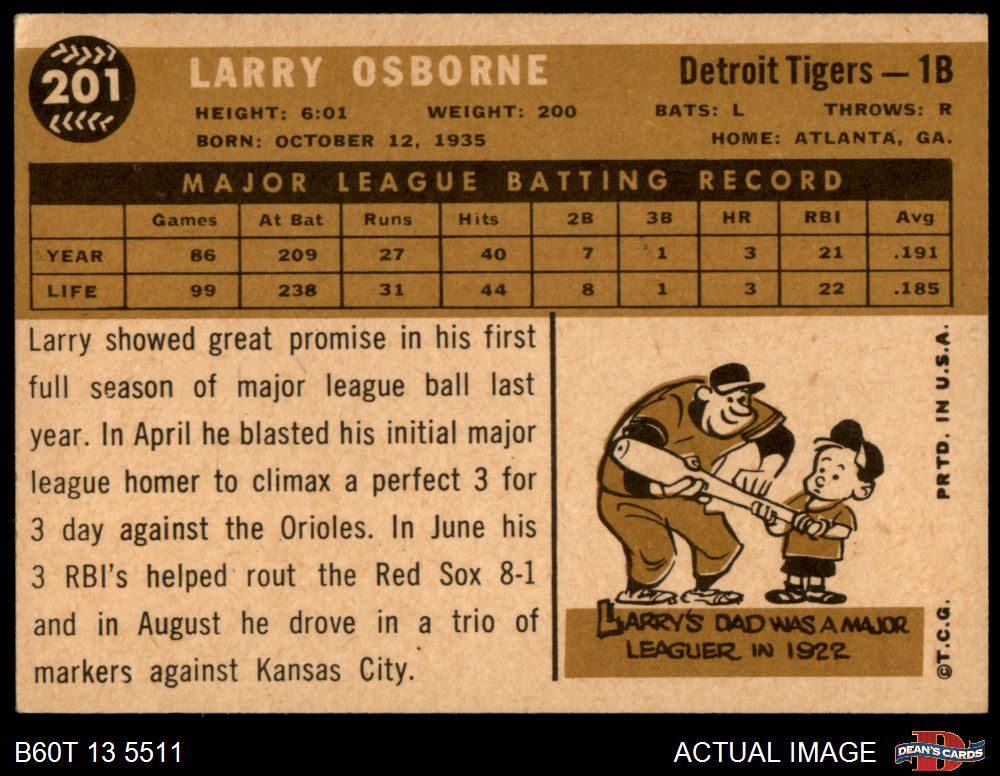 201
LARRY OSBORNE
Detroit Tigers — 1B
HEIGHT: 6:01 WEIGHT: 200 BATS: L THROWS: R
BORN: OCTOBER 12, 1935 HOME: ATLANTA, GA.
MAJOR LEAGUE BATTING RECORD
Games At Bat Runs Hits 2B 3B HR RBI Avg
YEAR 86 209 27 40 7 1 3 21 .191
LIFE 99 238 31 44 8 1 3 22 .185
Larry showed great promise in his first
full season of major league ball last
year. In April he blasted his initial major
league homer to climax a perfect 3 for
3 day against the Orioles. In June his
3 RBI's helped rout the Red Sox 8-1
and in August he drove in a trio of
markers against Kansas City.
LARRY'S DAD WAS A MAJOR
LEAGUER IN 1922
©T.C.G. PRTD. IN U.S.A.
B60T 13 5511
ACTUAL IMAGE
DEAN'S CARDS